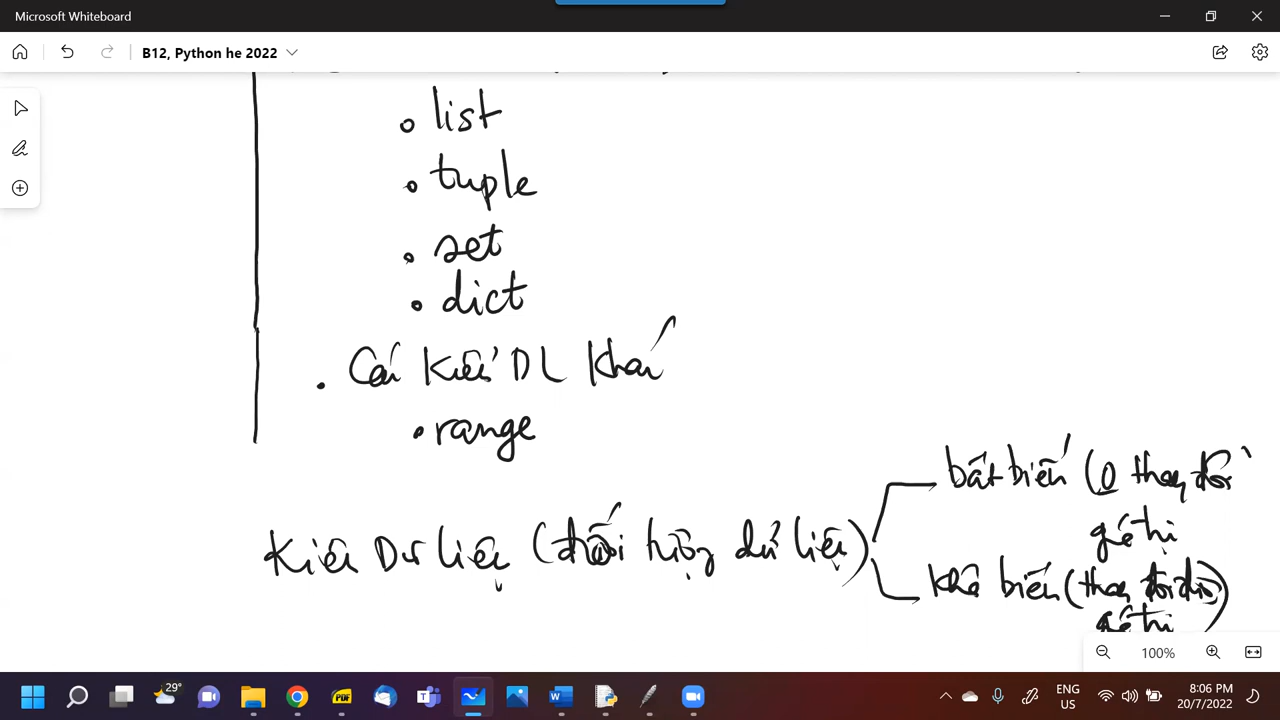 Microsoft Whiteboard
B12, Python he 2022
list
tuple
set
dict
Các Kiểu DL khác
range
Kiểu Dữ liệu (đối tượng dữ liệu)
bất biến (0 thay đổi
giá trị
Khả biến (thay đổi được)
giá trị
100%
29°
ENG
US
8:06 PM
20/7/2022